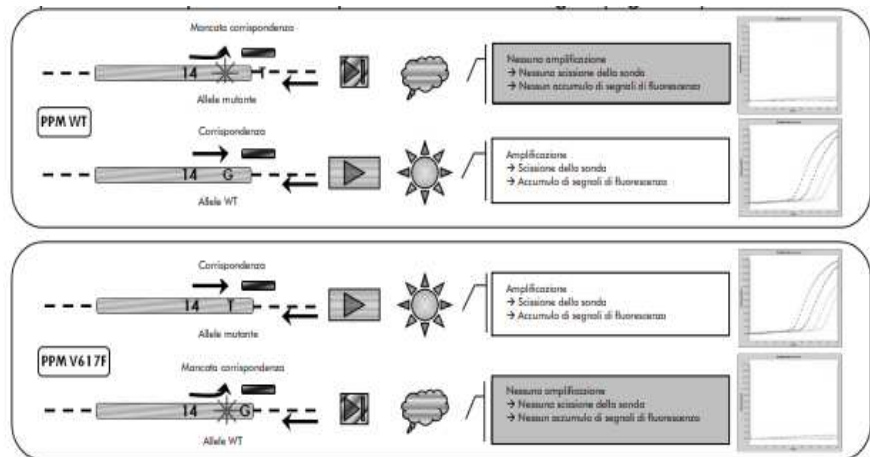 Mancata corrispondenza
14 T
Allele mutante
Nessuna amplificazione
→ Nessuna scissione della sonda
→ Nessun accumulo di segnali di fluorescenza
PPM WT
Corrispondenza
14 G
Allele WT
Amplificazione
→ Scissione della sonda
→ Accumulo di segnali di fluorescenza
Corrispondenza
14 T
Allele mutante
Amplificazione
→ Scissione della sonda
→ Accumulo di segnali di fluorescenza
PPM V617F
Mancata corrispondenza
14 G
Allele WT
Nessuna amplificazione
→ Nessuna scissione della sonda
→ Nessun accumulo di segnali di fluorescenza